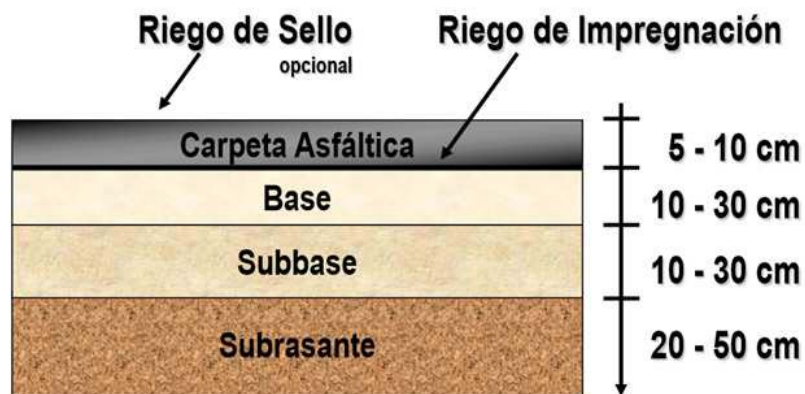 Riego de Sello
opcional
Riego de Impregnación
Carpeta Asfáltica
5 - 10 cm
Base
10 - 30 cm
Subbase
10 - 30 cm
Subrasante
20 - 50 cm